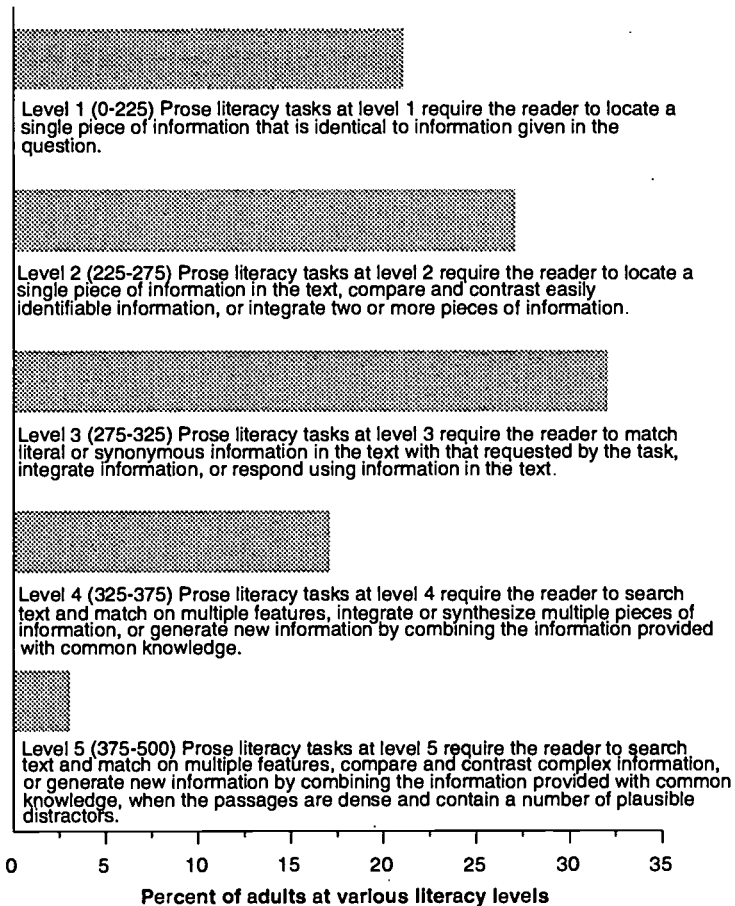 Level 1 (0-225) Prose literacy tasks at level 1 require the reader to locate a
single piece of information that is identical to information given in the
question.
Level 2 (225-275) Prose literacy tasks at level 2 require the reader to locate a
single piece of information in the text, compare and contrast easily
identifiable information, or integrate two or more pieces of information.
Level 3 (275-325) Prose literacy tasks at level 3 require the reader to match
literal or synonymous information in the text with that requested by the task,
integrate information, or respond using information in the text.
Level 4 (325-375) Prose literacy tasks at level 4 require the reader to search
text and match on multiple features, integrate or synthesize multiple pieces of
information, or generate new information by combining the information provided
with common knowledge.
Level 5 (375-500) Prose literacy tasks at level 5 require the reader to search
text and match on multiple features, compare and contrast complex information,
or generate new information by combining the information provided with common
knowledge, when the passages are dense and contain a number of plausible
distractors.
0 5 10 15 20 25 30 35
Percent of adults at various literacy levels